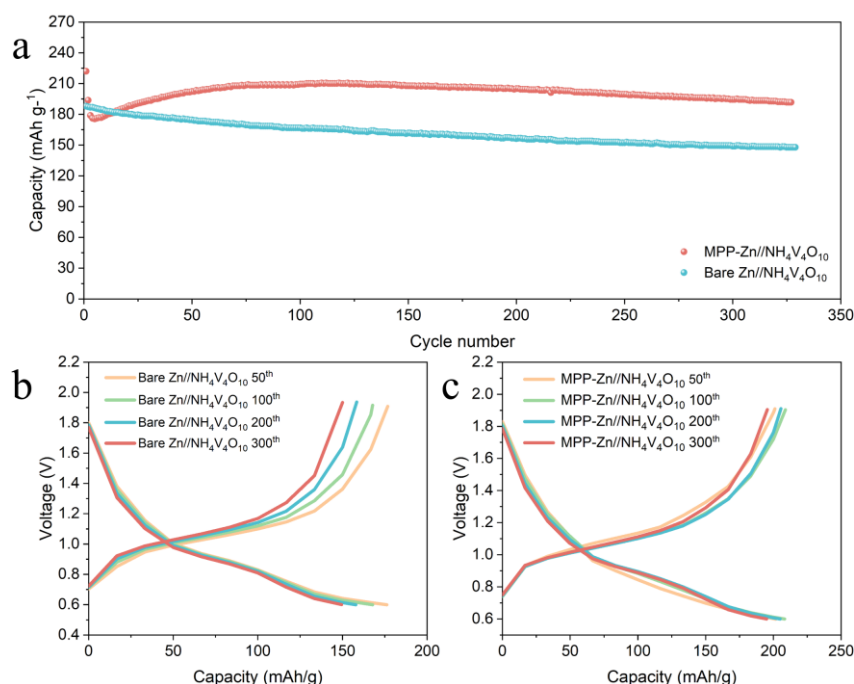 a
270
240
210
180
150
120
90
60
30
0
Capacity (mAh g-1)
MPP-Zn//NH4V4O10
Bare Zn//NH4V4O10
0 50 100 150 200 250 300 350
Cycle number
b
2.2
2.0
1.8
1.6
1.4
1.2
1.0
0.8
0.6
0.4
Voltage (V)
Bare Zn//NH4V4O10 50th
Bare Zn//NH4V4O10 100th
Bare Zn//NH4V4O10 200th
Bare Zn//NH4V4O10 300th
0 50 100 150 200
Capacity (mAh/g)
c
2.2
2.0
1.8
1.6
1.4
1.2
1.0
0.8
0.6
Voltage (V)
MPP-Zn//NH4V4O10 50th
MPP-Zn//NH4V4O10 100th
MPP-Zn//NH4V4O10 200th
MPP-Zn//NH4V4O10 300th
0 50 100 150 200 250
Capacity (mAh/g)